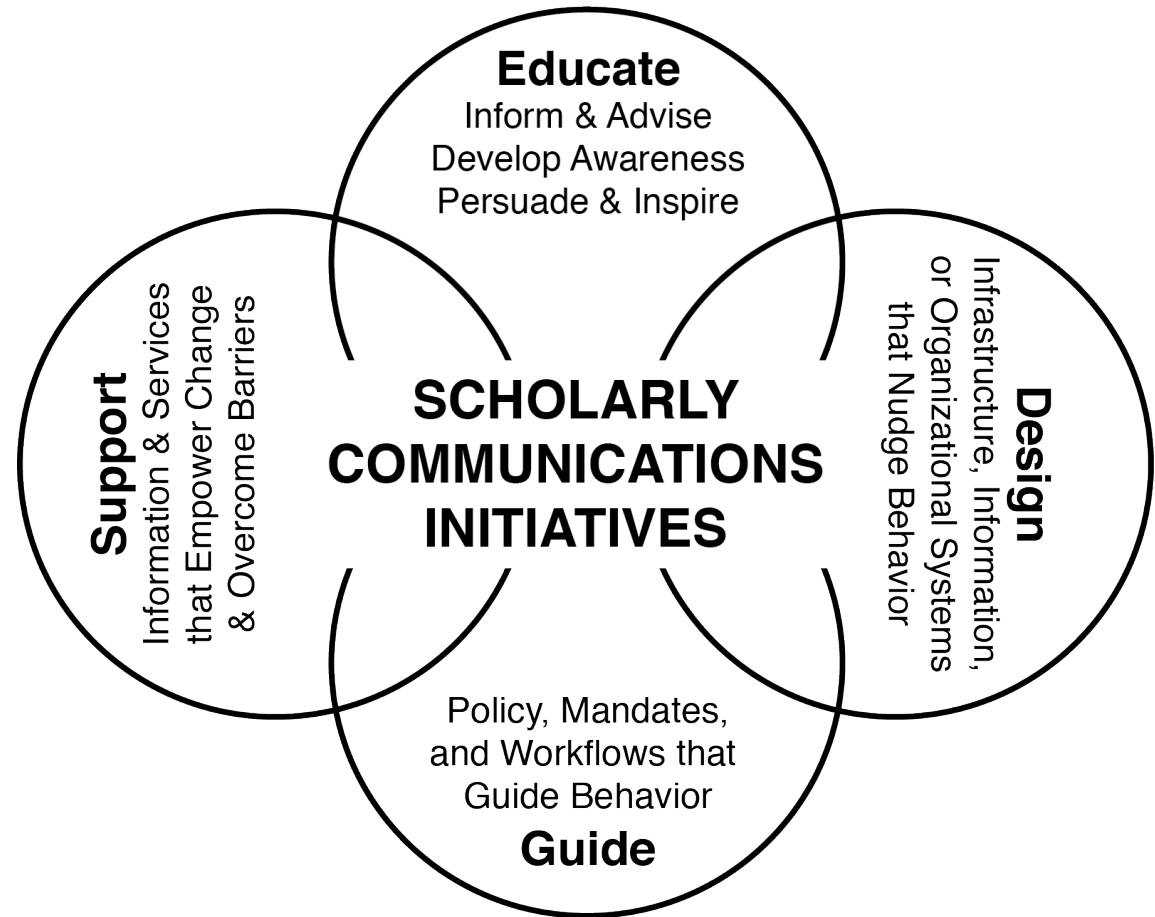 Educate
Inform & Advise
Develop Awareness
Persuade & Inspire
Support
Information & Services
that Empower Change
& Overcome Barriers
SCHOLARLY
COMMUNICATIONS
INITIATIVES
Design
Infrastructure, Information,
or Organizational Systems
that Nudge Behavior
Policy, Mandates,
and Workflows that
Guide Behavior
Guide